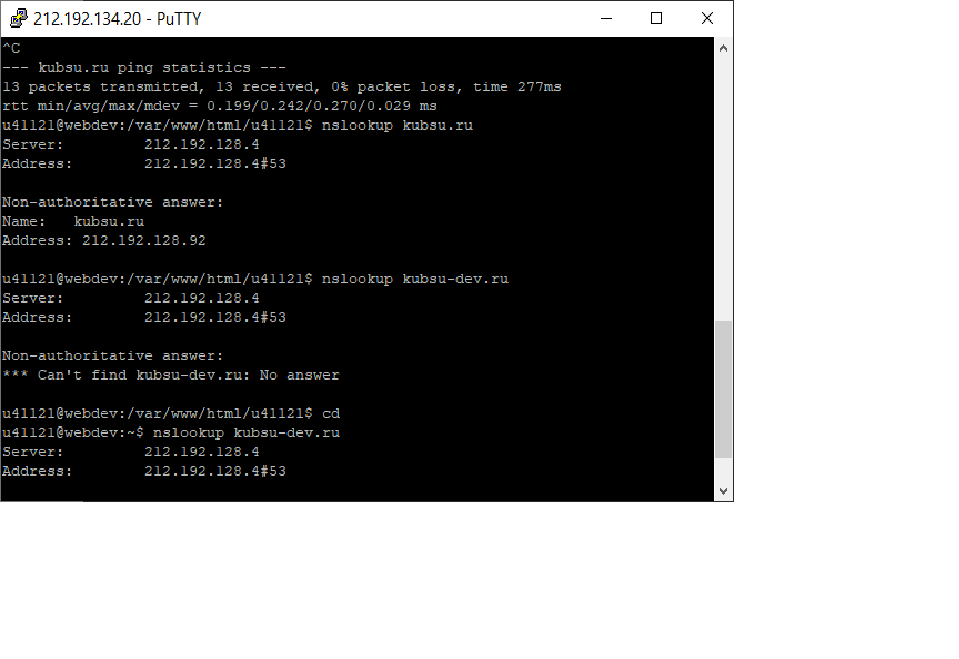 212.192.134.20 - PuTTY
^C
--- kubsu.ru ping statistics ---
13 packets transmitted, 13 received, 0% packet loss, time 277ms
rtt min/avg/max/mdev = 0.199/0.242/0.270/0.029 ms
u41121@webdev:/var/www/html/u41121$ nslookup kubsu.ru
Server:         212.192.128.4
Address:        212.192.128.4#53

Non-authoritative answer:
Name:   kubsu.ru
Address: 212.192.128.92

u41121@webdev:/var/www/html/u41121$ nslookup kubsu-dev.ru
Server:         212.192.128.4
Address:        212.192.128.4#53

Non-authoritative answer:
*** Can't find kubsu-dev.ru: No answer

u41121@webdev:/var/www/html/u41121$ cd
u41121@webdev:~$ nslookup kubsu-dev.ru
Server:         212.192.128.4
Address:        212.192.128.4#53